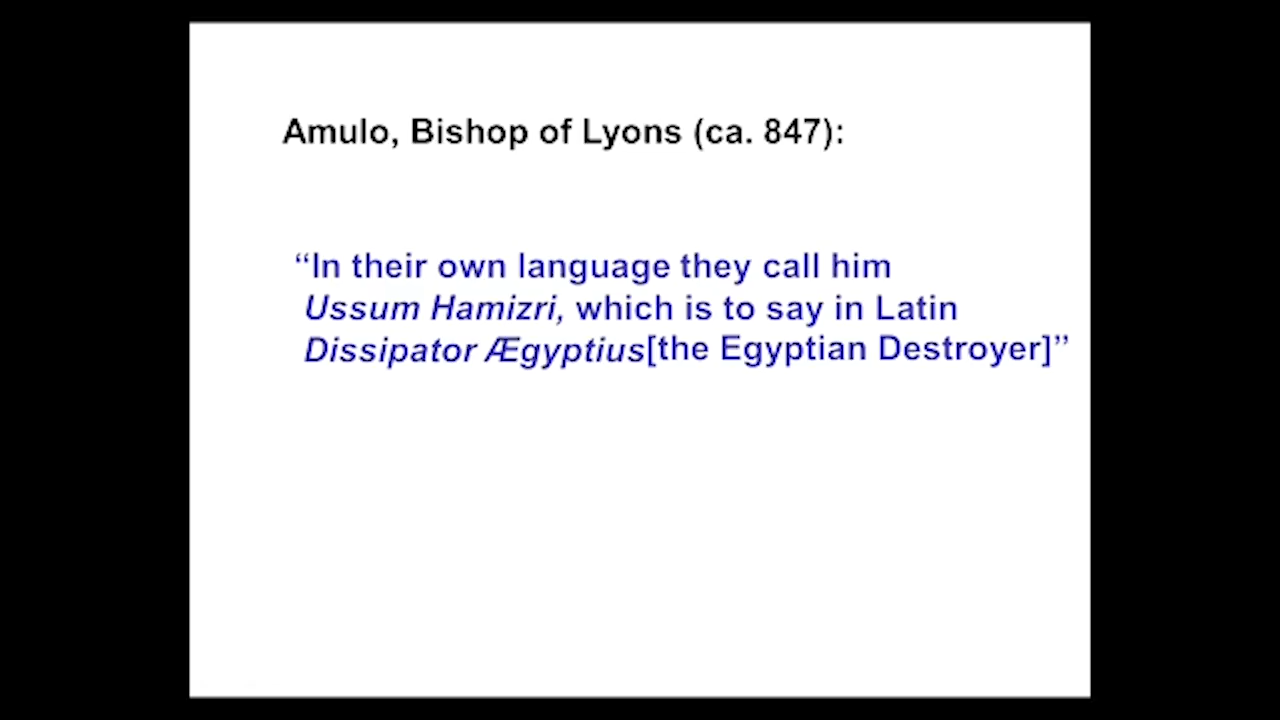 Amulo, Bishop of Lyons (ca. 847):
“In their own language they call him
Ussum Hamizri, which is to say in Latin
Dissipator Ægyptius[the Egyptian Destroyer]”